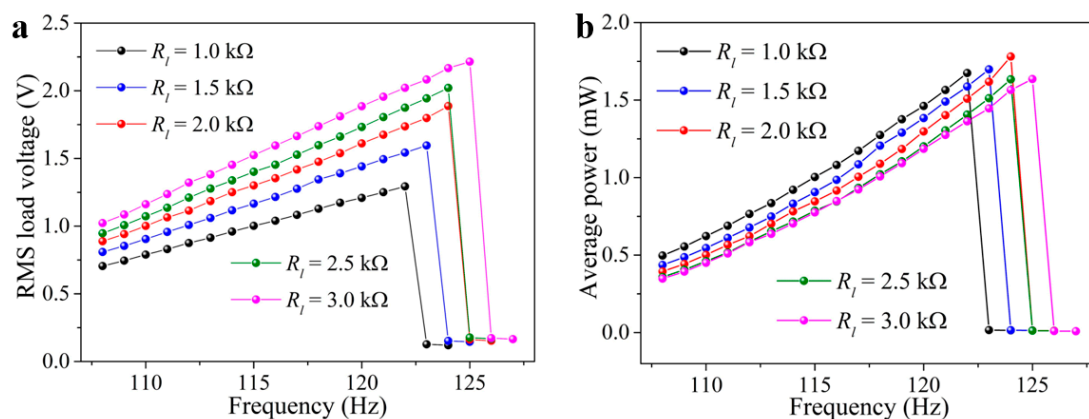 a
2.5
2.0
1.5
1.0
0.5
0.0
RMS load voltage (V)
R_l = 1.0 kΩ
R_l = 1.5 kΩ
R_l = 2.0 kΩ
R_l = 2.5 kΩ
R_l = 3.0 kΩ
110
115
120
125
Frequency (Hz)
b
2.0
1.5
1.0
0.5
0.0
Average power (mW)
R_l = 1.0 kΩ
R_l = 1.5 kΩ
R_l = 2.0 kΩ
R_l = 2.5 kΩ
R_l = 3.0 kΩ
110
115
120
125
Frequency (Hz)